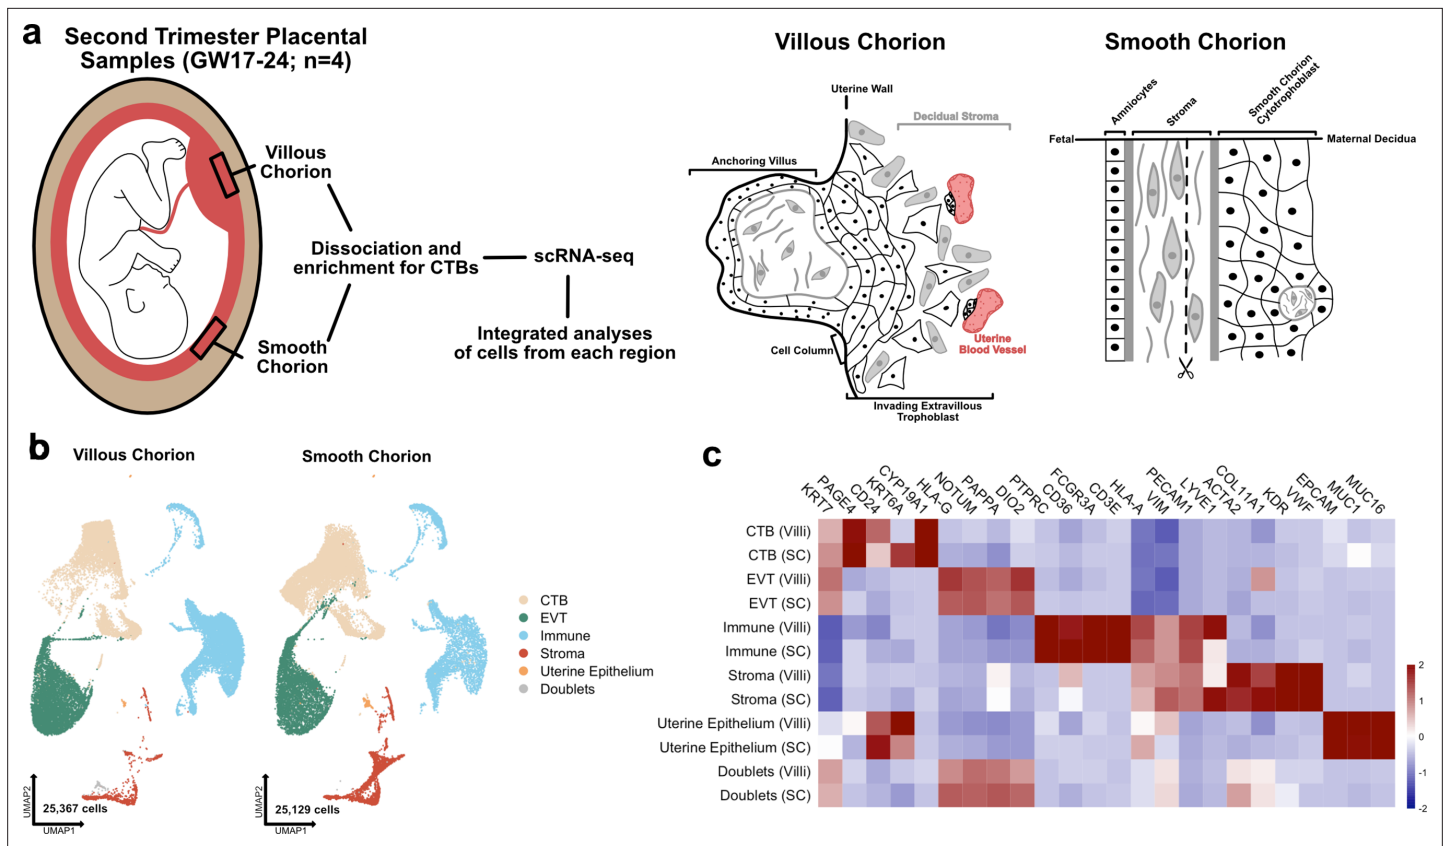 a
Second Trimester Placental
Samples (GW17-24; n=4)
Villous
Chorion
Dissociation and
enrichment for CTBs
scRNA-seq
Integrated analyses
of cells from each region
Smooth
Chorion
Villous Chorion
Uterine Wall
Decidual Stroma
Anchoring Villus
Cell Column
Uterine
Blood Vessel
Invading Extravillous
Trophoblast
Smooth Chorion
Amniocytes
Stroma
Smooth Chorion
Cytotrophoblast
Fetal
Maternal Decidua
b
Villous Chorion
Smooth Chorion
CTB
EVT
Immune
Stroma
Uterine Epithelium
Doublets
UMAP2
25,367 cells
UMAP1
UMAP2
25,129 cells
UMAP1
c
KRT7
PAGE4
CD24
KRT6A
CYP19A1
HLA-G
NOTUM
PAPPA
DIO2
PTPRC
CD36
FCGR3A
CD3E
HLA-A
VIM
PECAM1
LYVE1
ACTA2
COL11A1
KDR
VWF
EPCAM
MUC1
MUC16
CTB (Villi)
CTB (SC)
EVT (Villi)
EVT (SC)
Immune (Villi)
Immune (SC)
Stroma (Villi)
Stroma (SC)
Uterine Epithelium (Villi)
Uterine Epithelium (SC)
Doublets (Villi)
Doublets (SC)
2
1
0
-1
-2